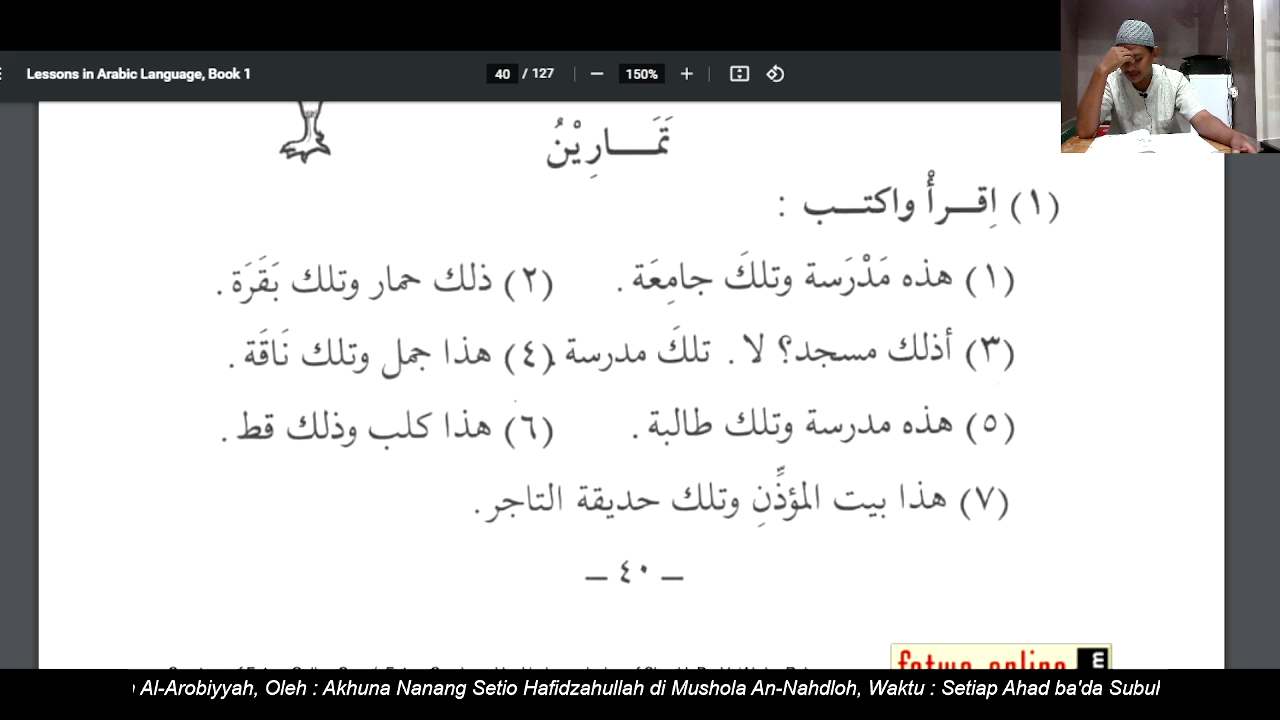 Lessons in Arabic Language, Book 1
40 / 127
150%
تَمَـــارِيْنُ
(١) اِقــرأْ واكتــب :
(١) هذه مَدْرَسة وتلكَ جامِعَة . (٢) ذلك حمار وتلك بَقَرَة .
(٣) أذلك مسجد؟ لا . تلكَ مدرسة . (٤) هذا جمل وتلك نَاقَة .
(٥) هذه مدرسة وتلك طالبة . (٦) هذا كلب وذلك قط .
(٧) هذا بيت المؤذِّنِ وتلك حديقة التاجر .
– ٤٠ –
Al-Arobiyyah, Oleh : Akhuna Nanang Setio Hafidzahullah di Mushola An-Nahdloh, Waktu : Setiap Ahad ba'da Subul